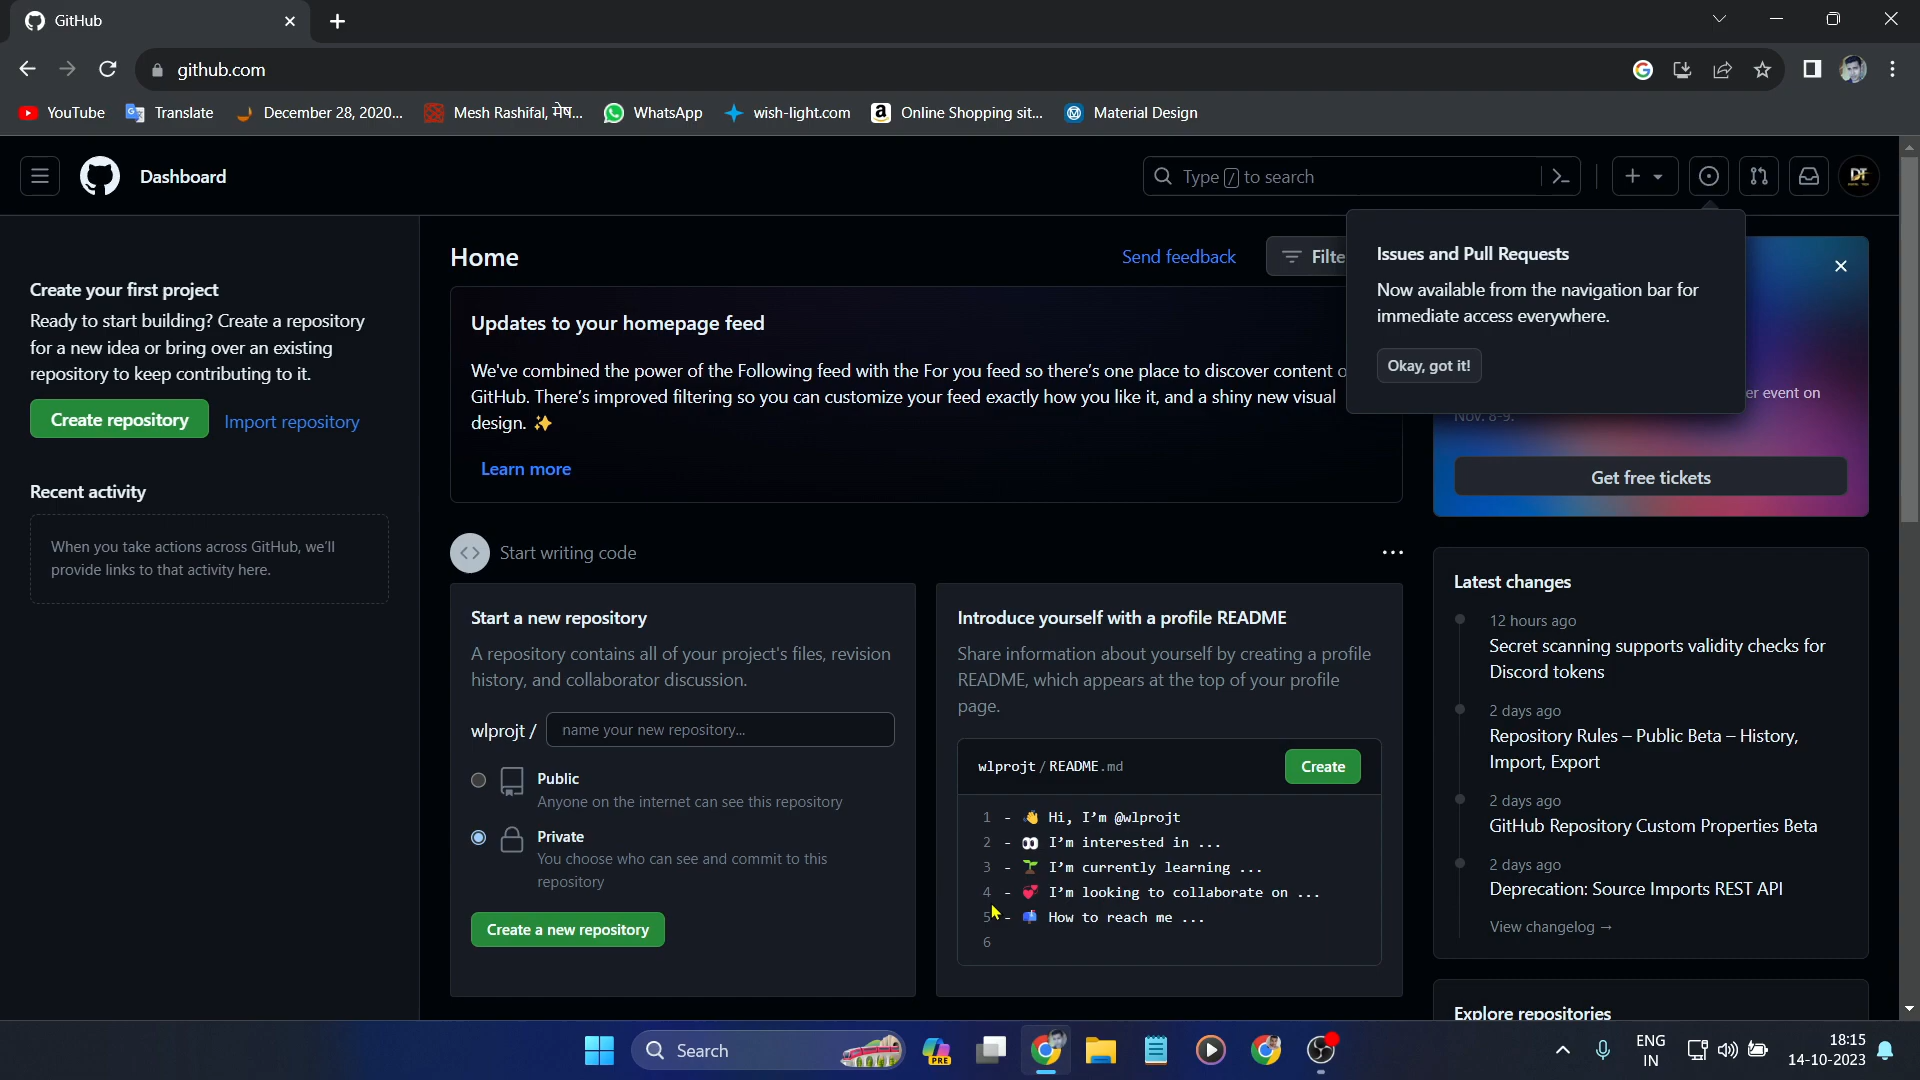 GitHub
github.com
YouTube Translate December 28, 2020... Mesh Rashifal, मेष... WhatsApp wish-light.com Online Shopping sit... Material Design
Dashboard
Type / to search
DT
Home
Send feedback
Filte
Issues and Pull Requests
Now available from the navigation bar for
immediate access everywhere.
Okay, got it!
er event on
Nov. 8-9.
Get free tickets
Create your first project
Ready to start building? Create a repository
for a new idea or bring over an existing
repository to keep contributing to it.
Create repository Import repository
Recent activity
When you take actions across GitHub, we'll
provide links to that activity here.
Updates to your homepage feed
We've combined the power of the Following feed with the For you feed so there's one place to discover content o
GitHub. There's improved filtering so you can customize your feed exactly how you like it, and a shiny new visual
design. ✨
Learn more
Start writing code
Start a new repository
A repository contains all of your project's files, revision
history, and collaborator discussion.
wlprojt / name your new repository...
Public
Anyone on the internet can see this repository
Private
You choose who can see and commit to this
repository
Create a new repository
Introduce yourself with a profile README
Share information about yourself by creating a profile
README, which appears at the top of your profile
page.
wlprojt / README.md Create
1 - 👋 Hi, I'm @wlprojt
2 - 👀 I'm interested in ...
3 - 🌱 I'm currently learning ...
4 - 💞️ I'm looking to collaborate on ...
5 - 📫 How to reach me ...
6
Latest changes
12 hours ago
Secret scanning supports validity checks for
Discord tokens
2 days ago
Repository Rules – Public Beta – History,
Import, Export
2 days ago
GitHub Repository Custom Properties Beta
2 days ago
Deprecation: Source Imports REST API
View changelog →
Explore repositories
Search
PRE
ENG
IN
18:15
14-10-2023